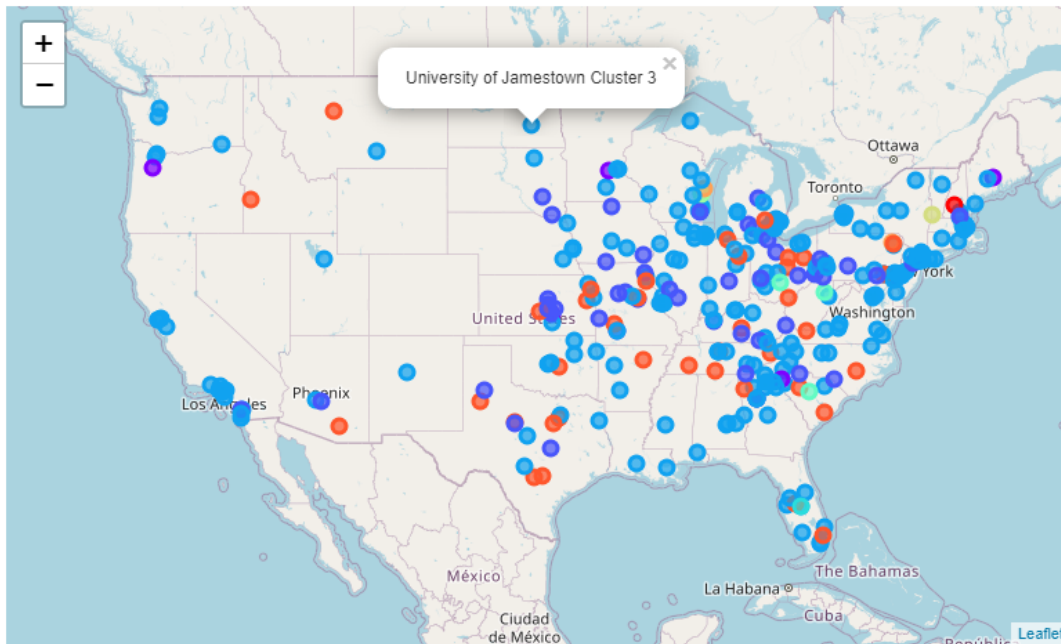 +
−
University of Jamestown Cluster 3
×
Ottawa
Toronto
York
United States
Washington
Los Angeles
Phoenix
México
The Bahamas
La Habana
Cuba
Ciudad
de México